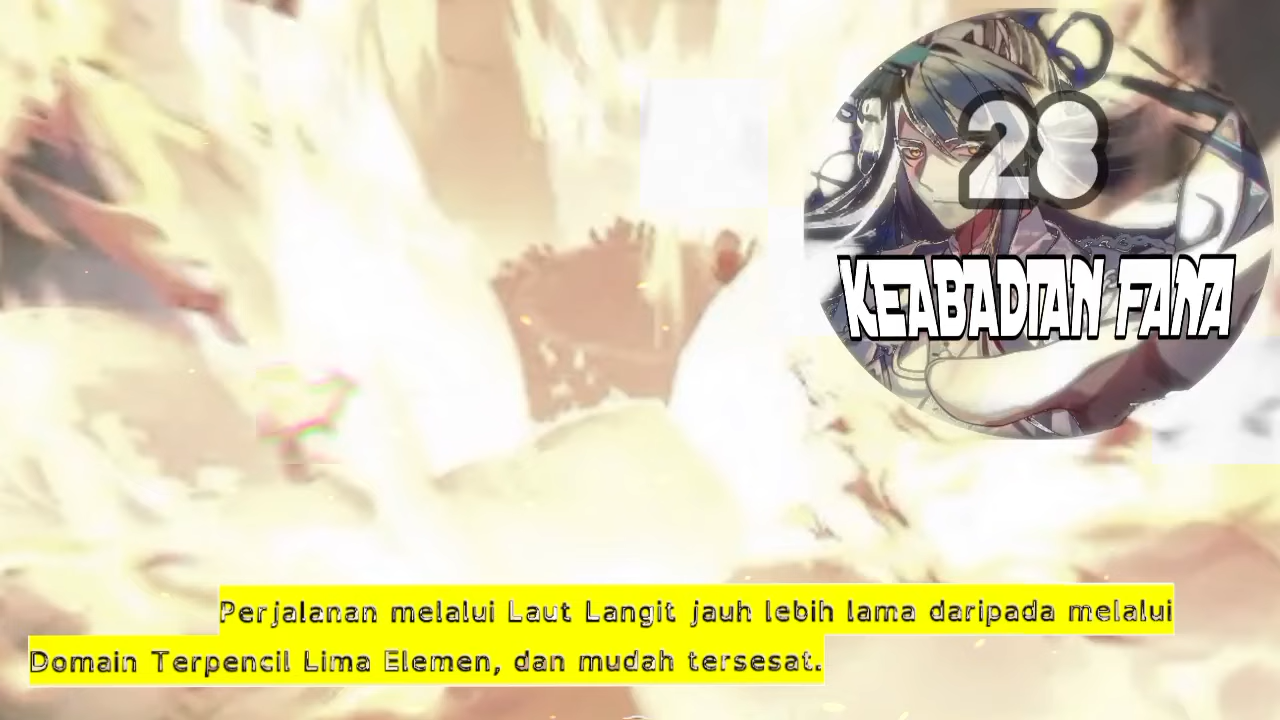 28
KEABADIAN FANA
Perjalanan melalui Laut Langit jauh lebih lama daripada melalui
Domain Terpencil Lima Elemen, dan mudah tersesat.